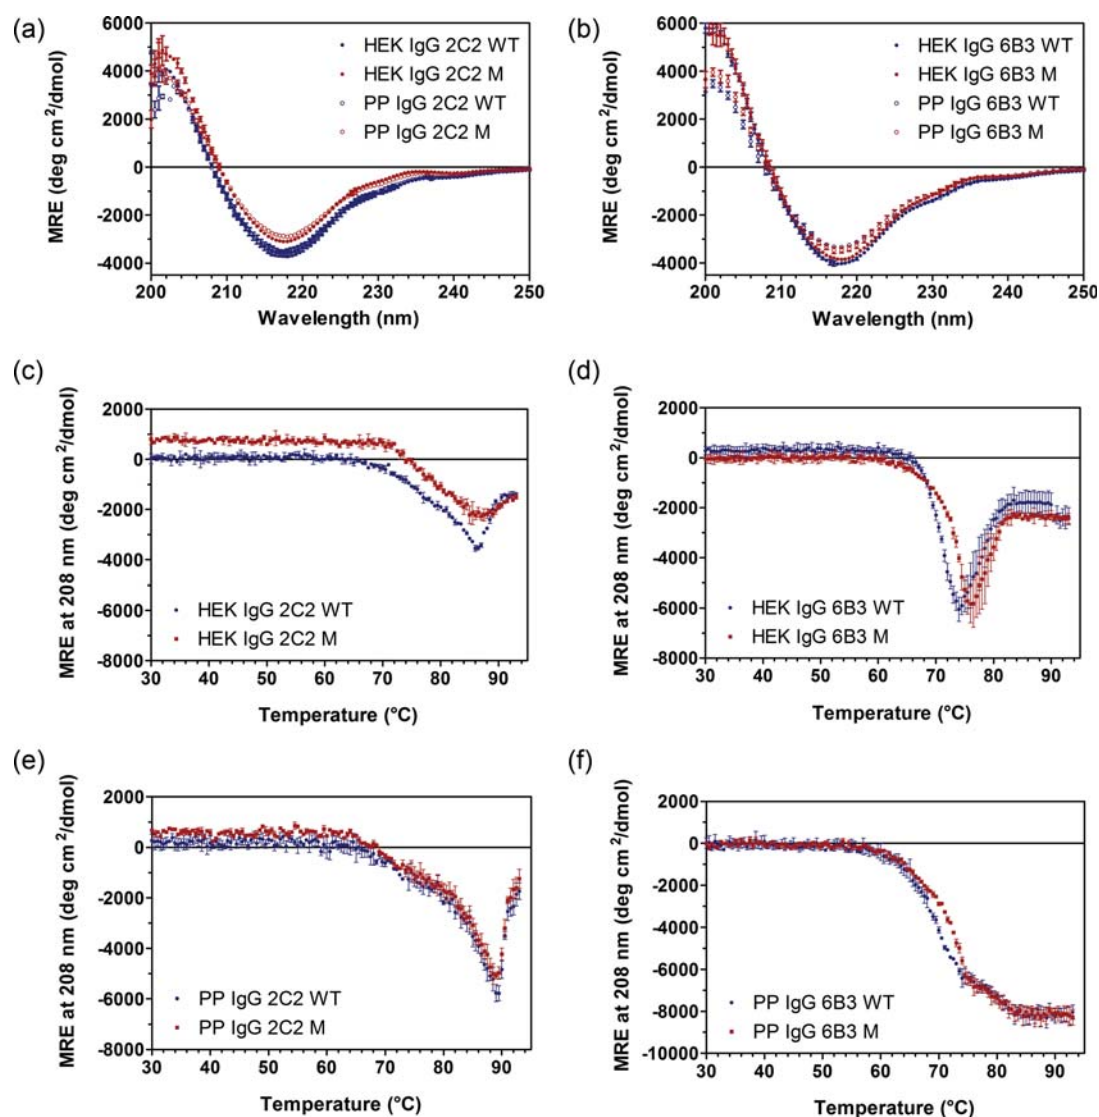 (a)
6000
4000
2000
0
-2000
-4000
MRE (deg cm²/dmol)
HEK IgG 2C2 WT
HEK IgG 2C2 M
PP IgG 2C2 WT
PP IgG 2C2 M
200 210 220 230 240 250
Wavelength (nm)
(b)
6000
4000
2000
0
-2000
-4000
MRE (deg cm²/dmol)
HEK IgG 6B3 WT
HEK IgG 6B3 M
PP IgG 6B3 WT
PP IgG 6B3 M
200 210 220 230 240 250
Wavelength (nm)
(c)
2000
0
-2000
-4000
-6000
-8000
MRE at 208 nm (deg cm²/dmol)
HEK IgG 2C2 WT
HEK IgG 2C2 M
30 40 50 60 70 80 90
Temperature (°C)
(d)
2000
0
-2000
-4000
-6000
-8000
MRE at 208 nm (deg cm²/dmol)
HEK IgG 6B3 WT
HEK IgG 6B3 M
30 40 50 60 70 80 90
Temperature (°C)
(e)
2000
0
-2000
-4000
-6000
-8000
MRE at 208 nm (deg cm²/dmol)
PP IgG 2C2 WT
PP IgG 2C2 M
30 40 50 60 70 80 90
Temperature (°C)
(f)
2000
0
-2000
-4000
-6000
-8000
-10000
MRE at 208 nm (deg cm²/dmol)
PP IgG 6B3 WT
PP IgG 6B3 M
30 40 50 60 70 80 90
Temperature (°C)